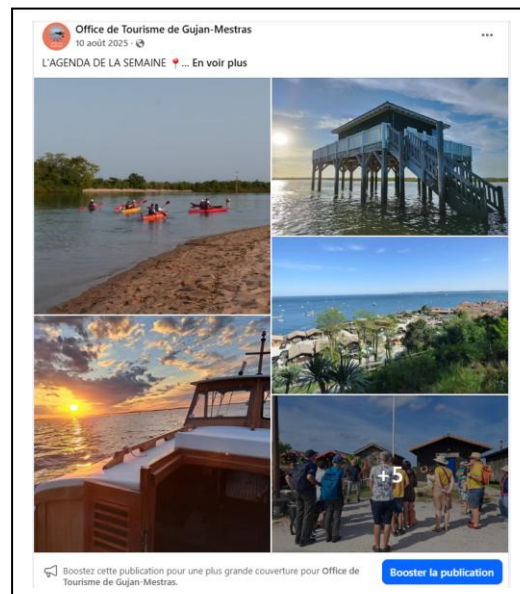 Office de Tourisme de Gujan-Mestras
10 août 2025 ·
L'AGENDA DE LA SEMAINE 📍... En voir plus
+5
Boostez cette publication pour une plus grande couverture pour Office de
Tourisme de Gujan-Mestras.
Booster la publication